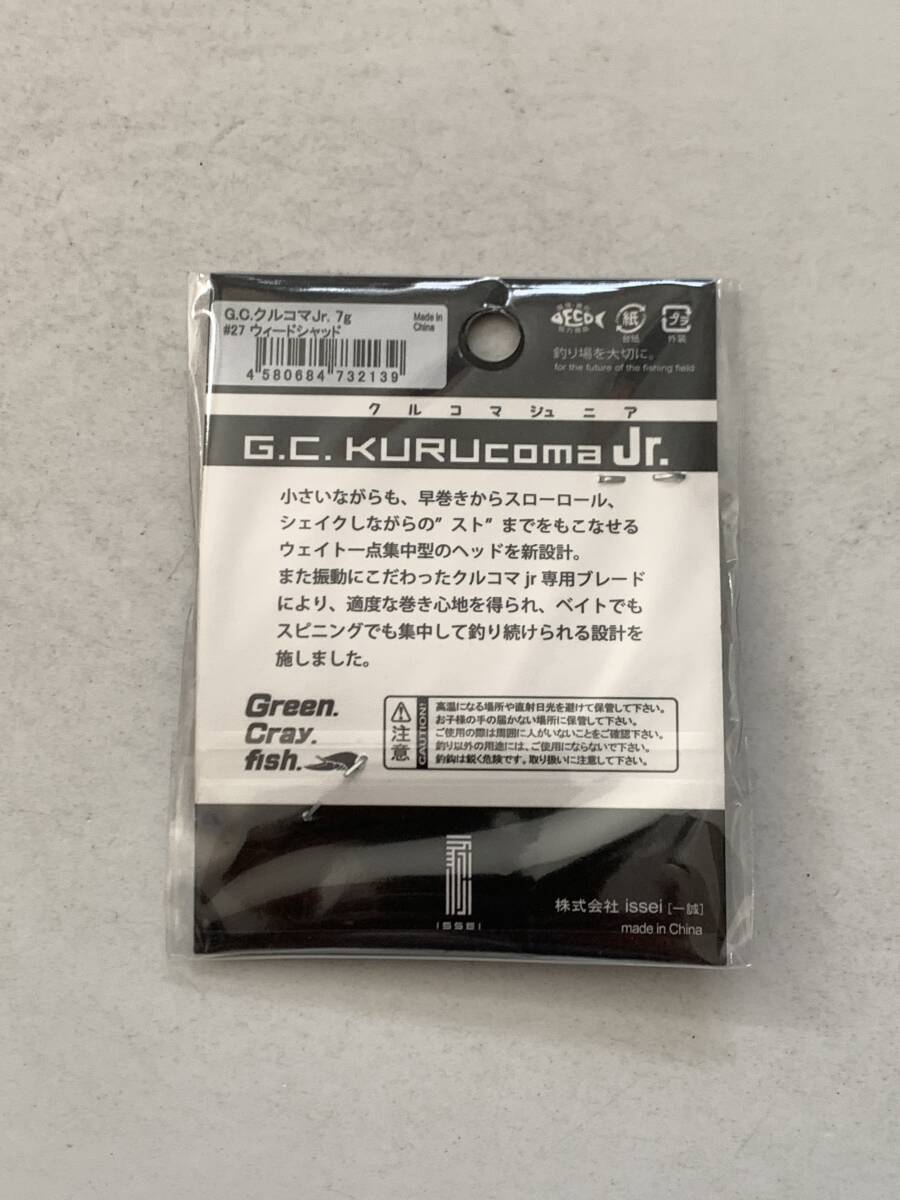 G.C.クルコマJr. 7g
#27 ウィードシャッド
Made in
China
4 580684 732139
ECO
紙
台紙
プラ
外装
釣り場を大切に。
for the future of the fishing field
クルコマジュニア
G.C. KURUcoma Jr.
小さいながらも、早巻きからスローロール、
シェイクしながらの”スト”までをもこなせる
ウェイト一点集中型のヘッドを新設計。
また振動にこだわったクルコマ jr 専用ブレード
により、適度な巻き心地を得られ、ベイトでも
スピニングでも集中して釣り続けられる設計を
施しました。
Green.
Cray.
fish.
注意
CAUTION!
高温になる場所や直射日光を避けて保管して下さい。
お子様の手の届かない場所に保管して下さい。
ご使用の際は周囲に人がいないことをご確認下さい。
釣り以外の用途には、ご使用にならないで下さい。
釣鈎は鋭く危険です。取り扱いに注意して下さい。
issei
株式会社 issei [一誠]
made in China